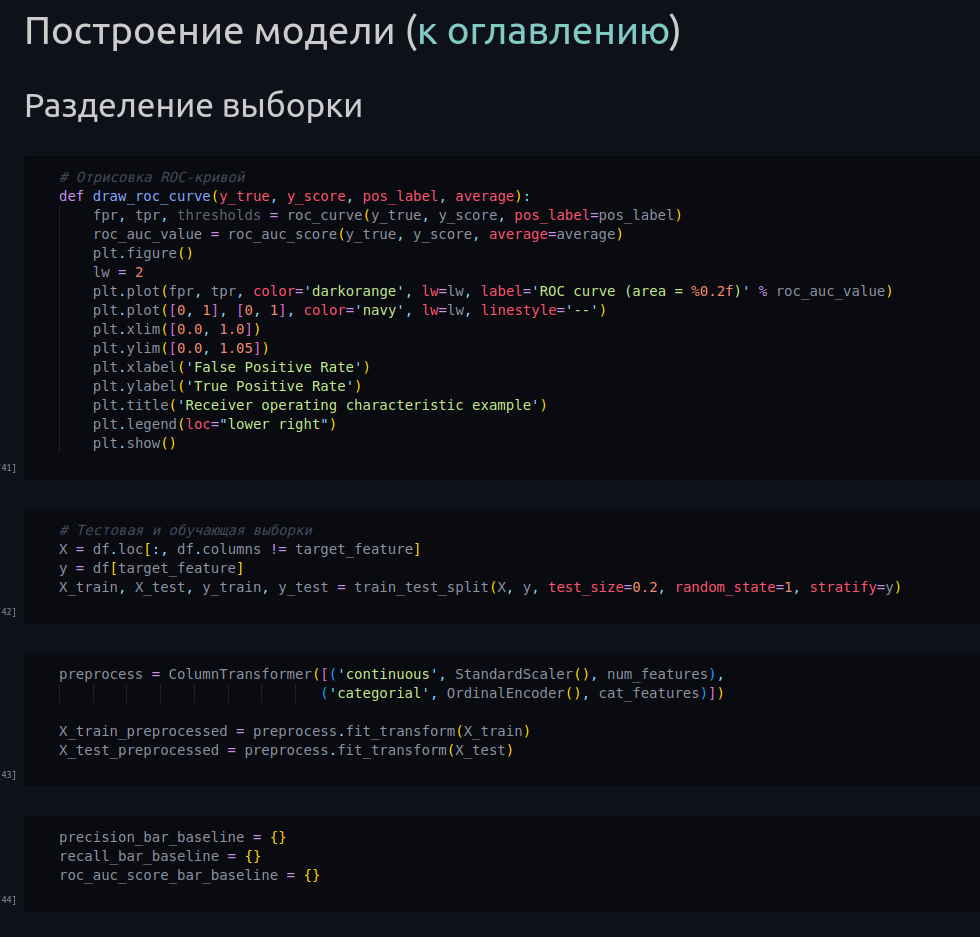 Построение модели (к оглавлению)
Разделение выборки
# Отрисовка ROC-кривой
def draw_roc_curve(y_true, y_score, pos_label, average):
    fpr, tpr, thresholds = roc_curve(y_true, y_score, pos_label=pos_label)
    roc_auc_value = roc_auc_score(y_true, y_score, average=average)
    plt.figure()
    lw = 2
    plt.plot(fpr, tpr, color='darkorange', lw=lw, label='ROC curve (area = %0.2f)' % roc_auc_value)
    plt.plot([0, 1], [0, 1], color='navy', lw=lw, linestyle='--')
    plt.xlim([0.0, 1.0])
    plt.ylim([0.0, 1.05])
    plt.xlabel('False Positive Rate')
    plt.ylabel('True Positive Rate')
    plt.title('Receiver operating characteristic example')
    plt.legend(loc="lower right")
    plt.show()
[41]
# Тестовая и обучающая выборки
X = df.loc[:, df.columns != target_feature]
y = df[target_feature]
X_train, X_test, y_train, y_test = train_test_split(X, y, test_size=0.2, random_state=1, stratify=y)
[42]
preprocess = ColumnTransformer([('continuous', StandardScaler(), num_features),
                               ('categorial', OrdinalEncoder(), cat_features)])
X_train_preprocessed = preprocess.fit_transform(X_train)
X_test_preprocessed = preprocess.fit_transform(X_test)
[43]
precision_bar_baseline = {}
recall_bar_baseline = {}
roc_auc_score_bar_baseline = {}
[44]